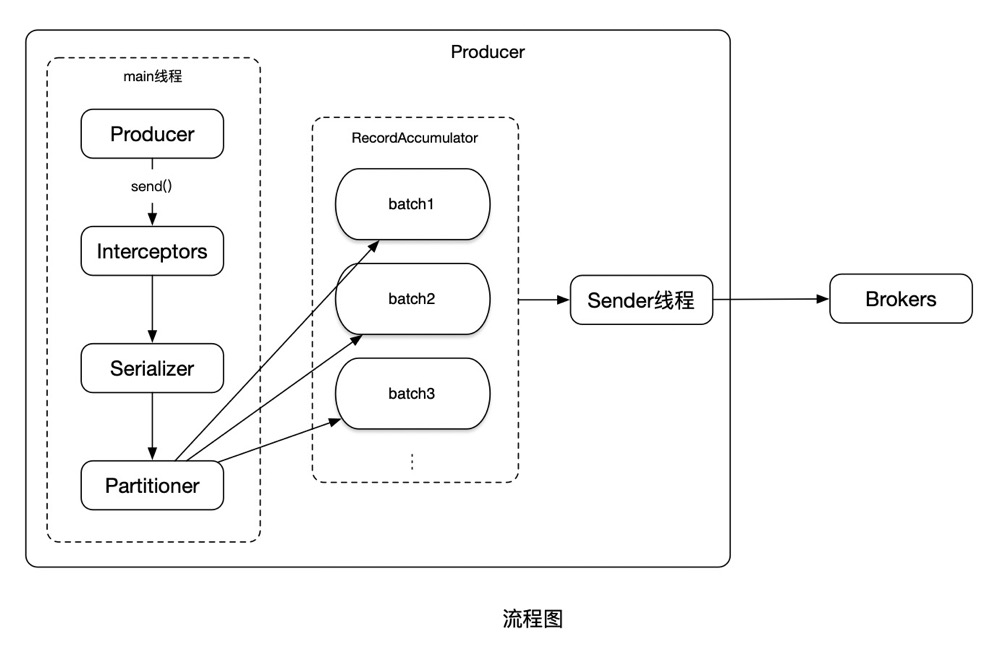 Producer
main线程
Producer
send()
Interceptors
Serializer
Partitioner
RecordAccumulator
batch1
batch2
batch3
Sender线程
Brokers
流程图